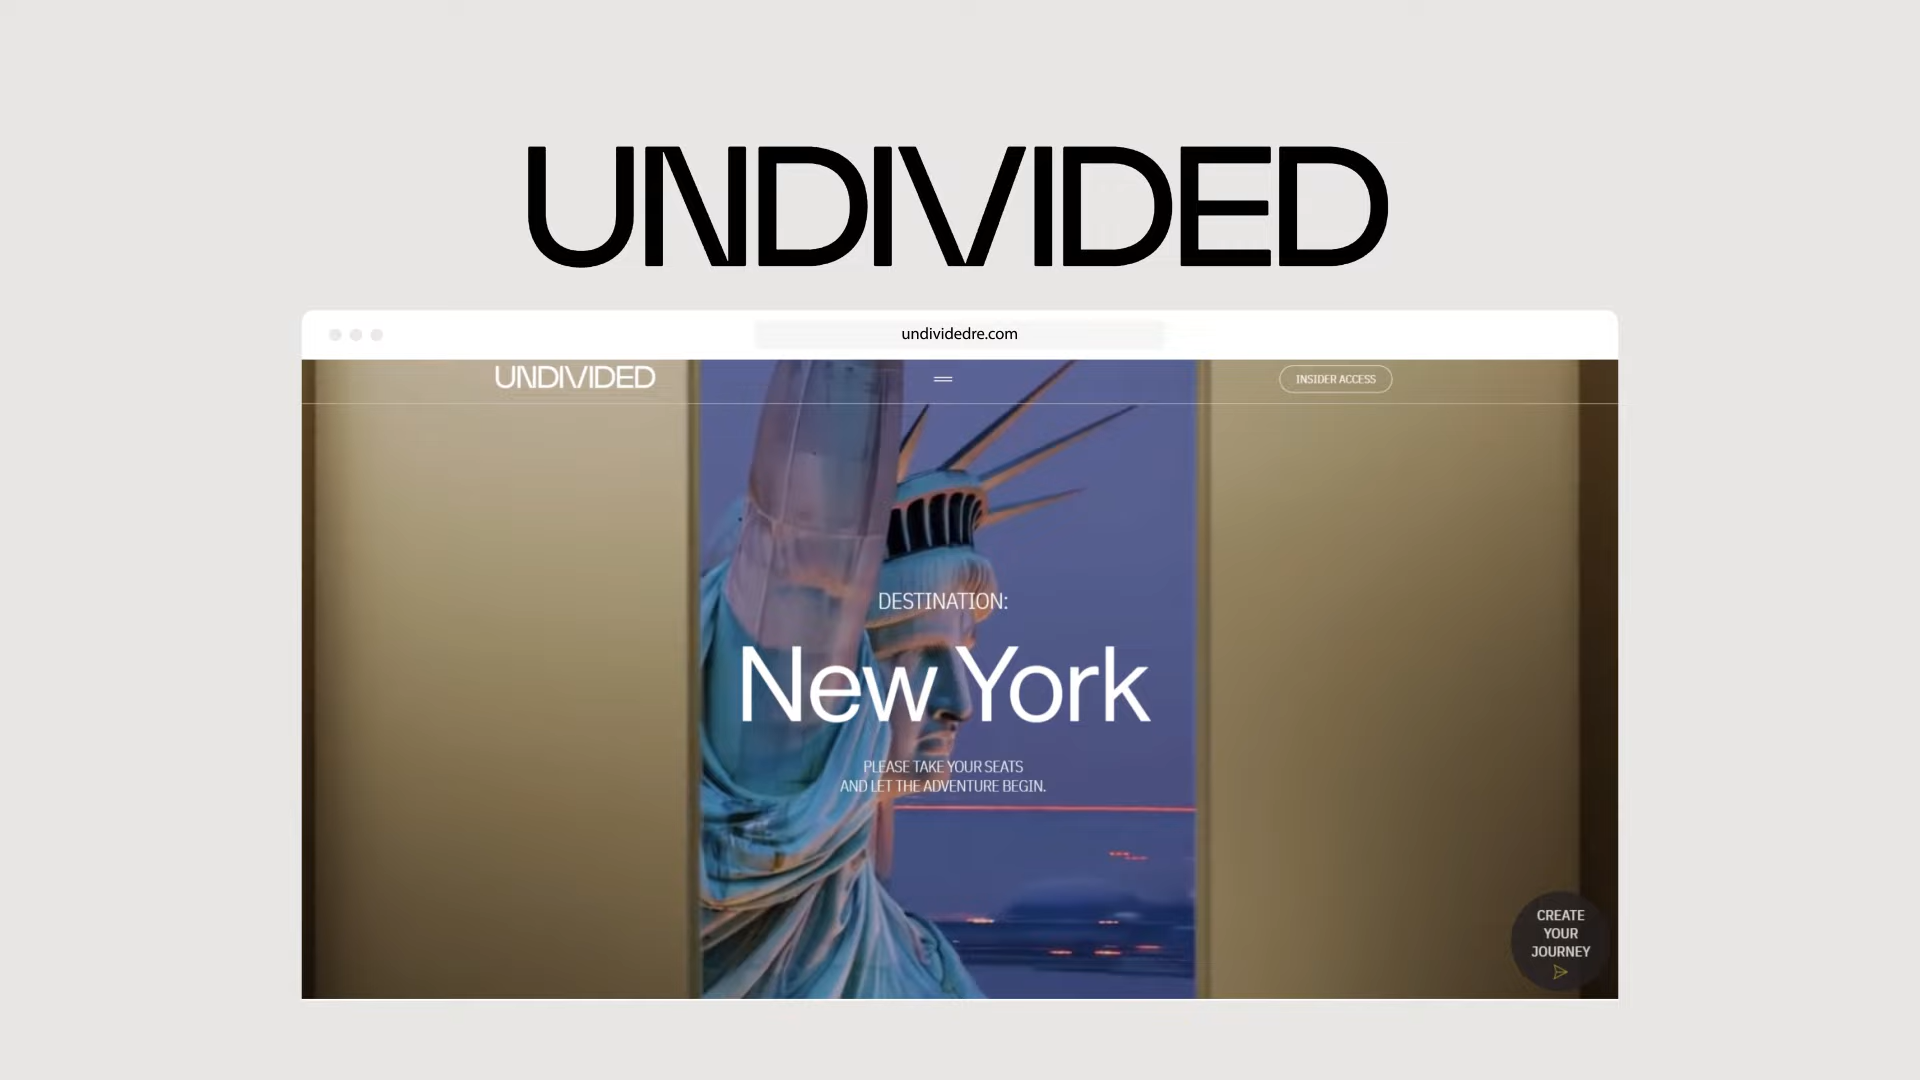 UNDIVIDED
undividedre.com
UNDIVIDED
INSIDER ACCESS
DESTINATION:
New York
PLEASE TAKE YOUR SEATS
AND LET THE ADVENTURE BEGIN.
CREATE
YOUR
JOURNEY